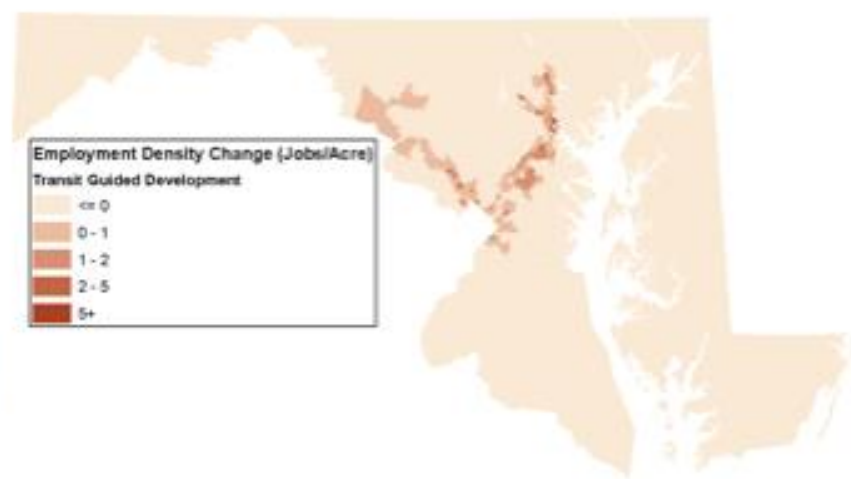 Employment Density Change (Jobs/Acre)
Transit Guided Development
<= 0
0 - 1
1 - 2
2 - 5
5+